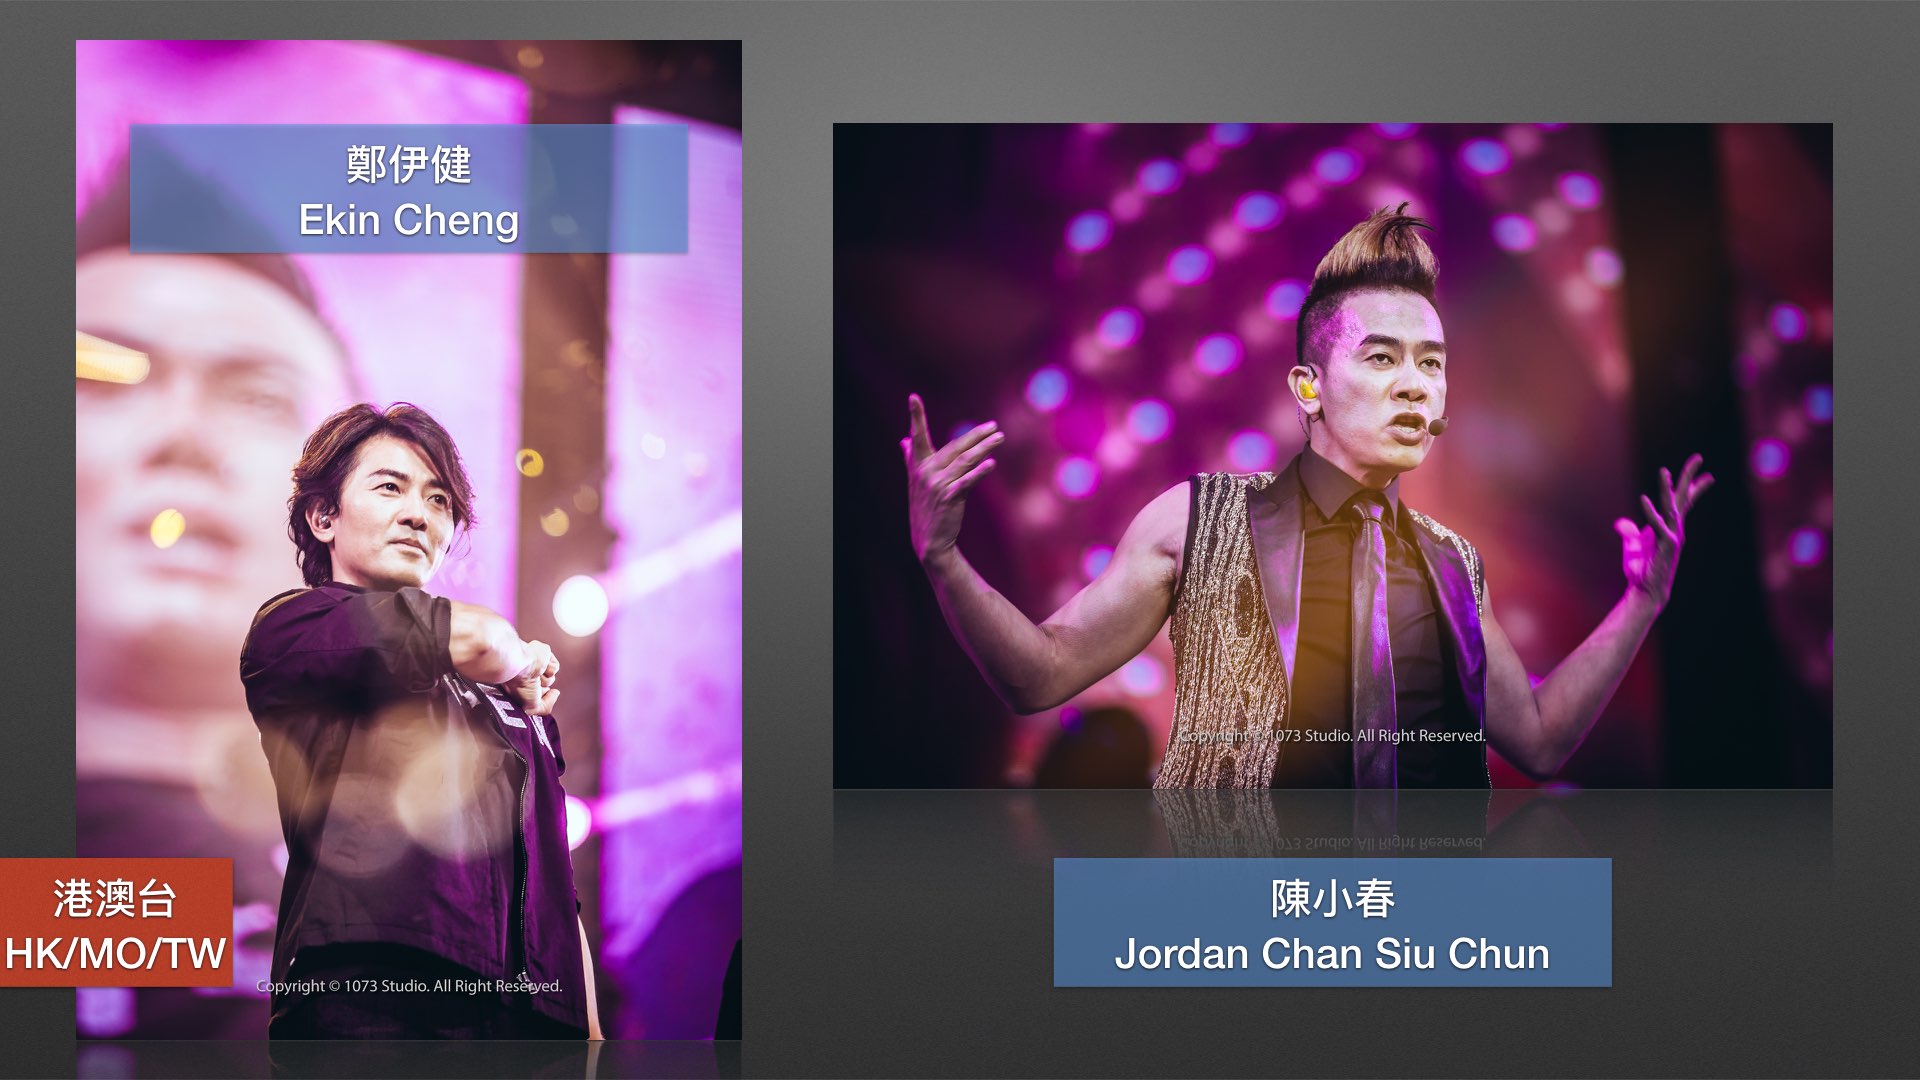 鄭伊健
Ekin Cheng
港澳台
HK/MO/TW
Copyright © 1073 Studio. All Right Reserved.
Copyright © 1073 Studio. All Right Reserved.
陳小春
Jordan Chan Siu Chun